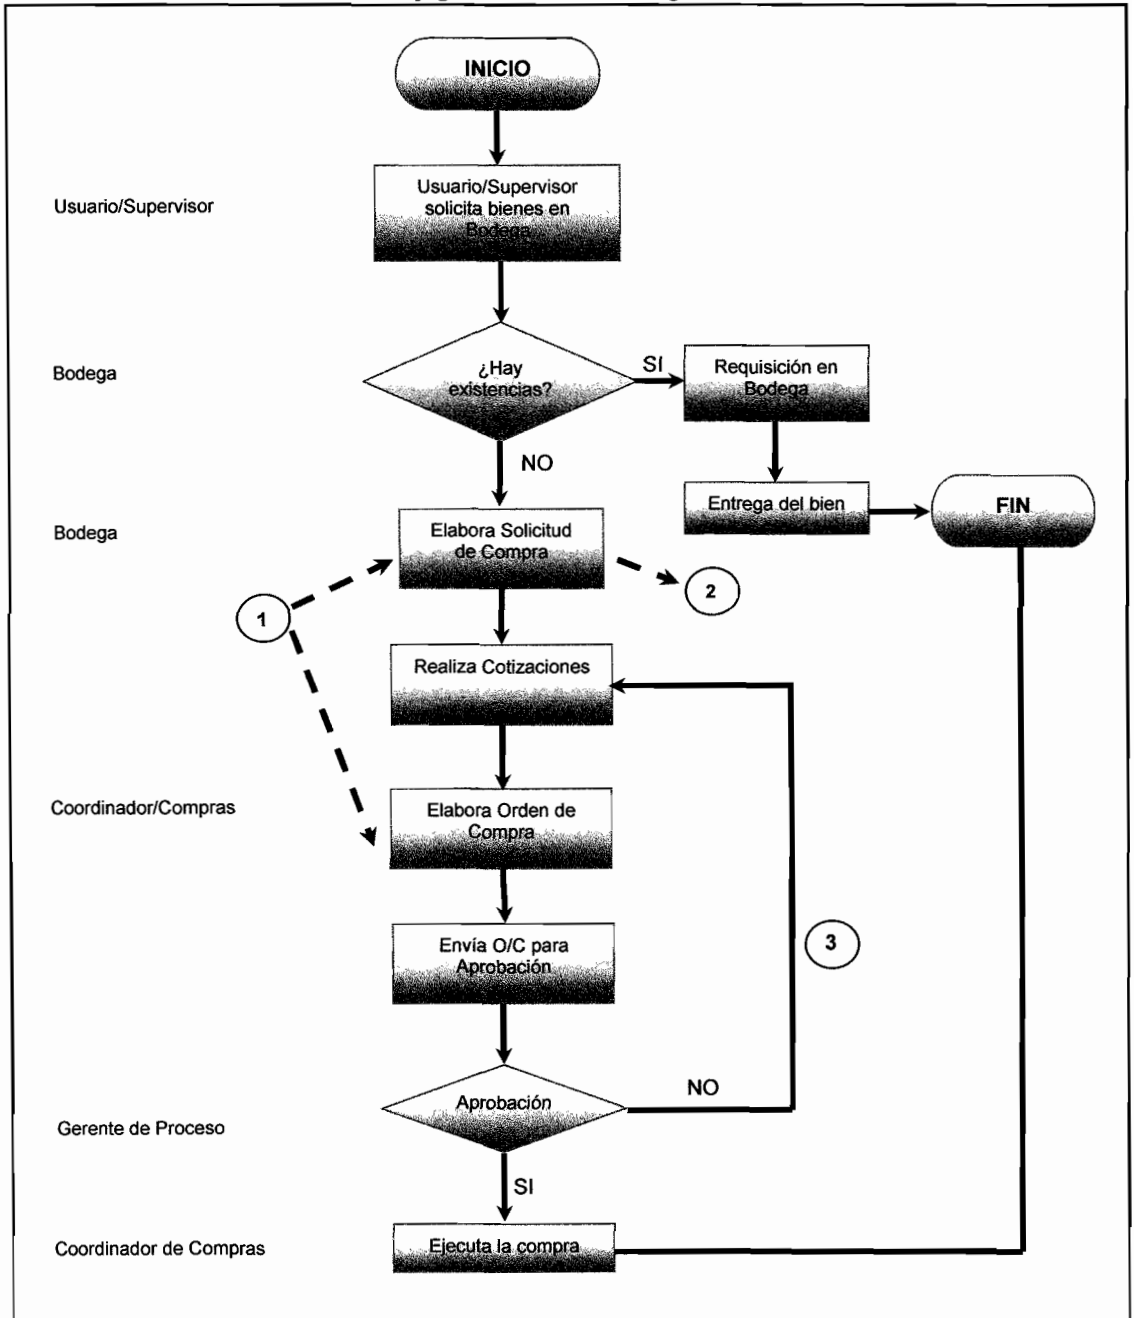 INICIO
Usuario/Supervisor
Usuario/Supervisor
solicita bienes en
Bodega
Bodega
¿Hay
existencias?
SI
Requisición en
Bodega
NO
Entrega del bien
FIN
Bodega
Elabora Solicitud
de Compra
1
2
Realiza Cotizaciones
Coordinador/Compras
Elabora Orden de
Compra
Envía O/C para
Aprobación
3
Aprobación
NO
Gerente de Proceso
SI
Coordinador de Compras
Ejecuta la compra